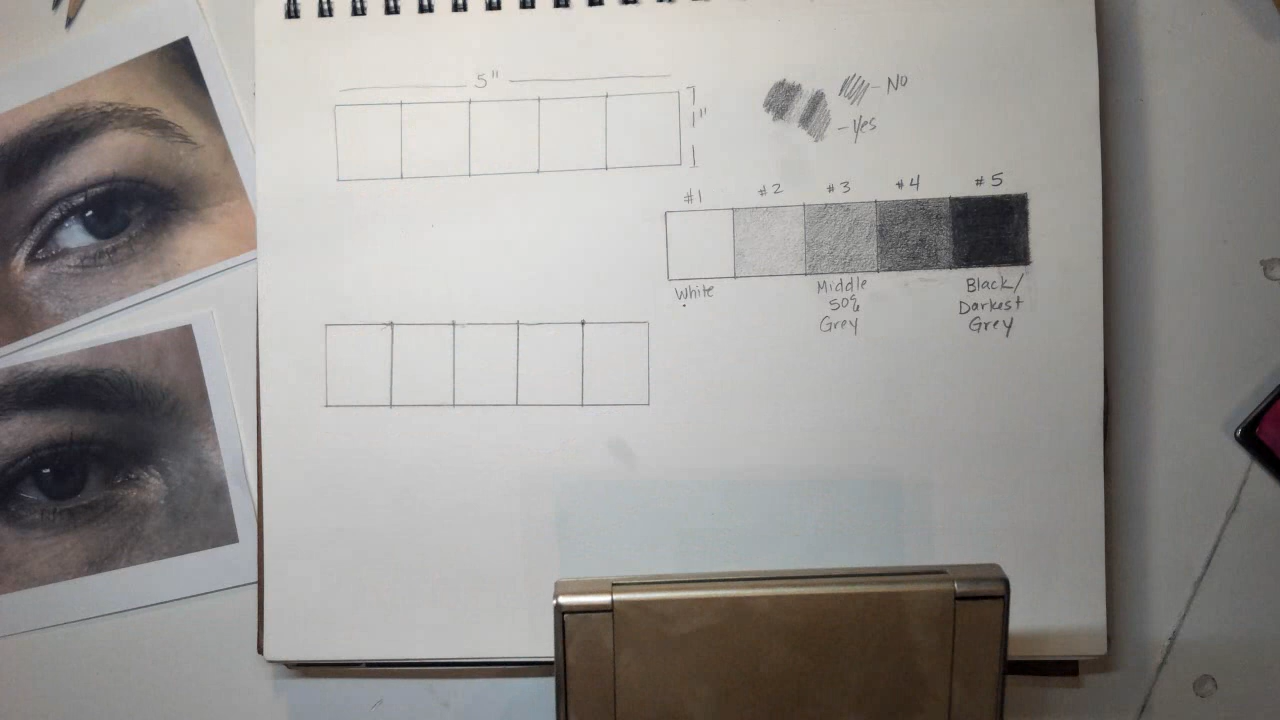 5"
1"
No
Yes
#1 #2 #3 #4 #5
White
Middle
50%
Grey
Black/
Darkest
Grey